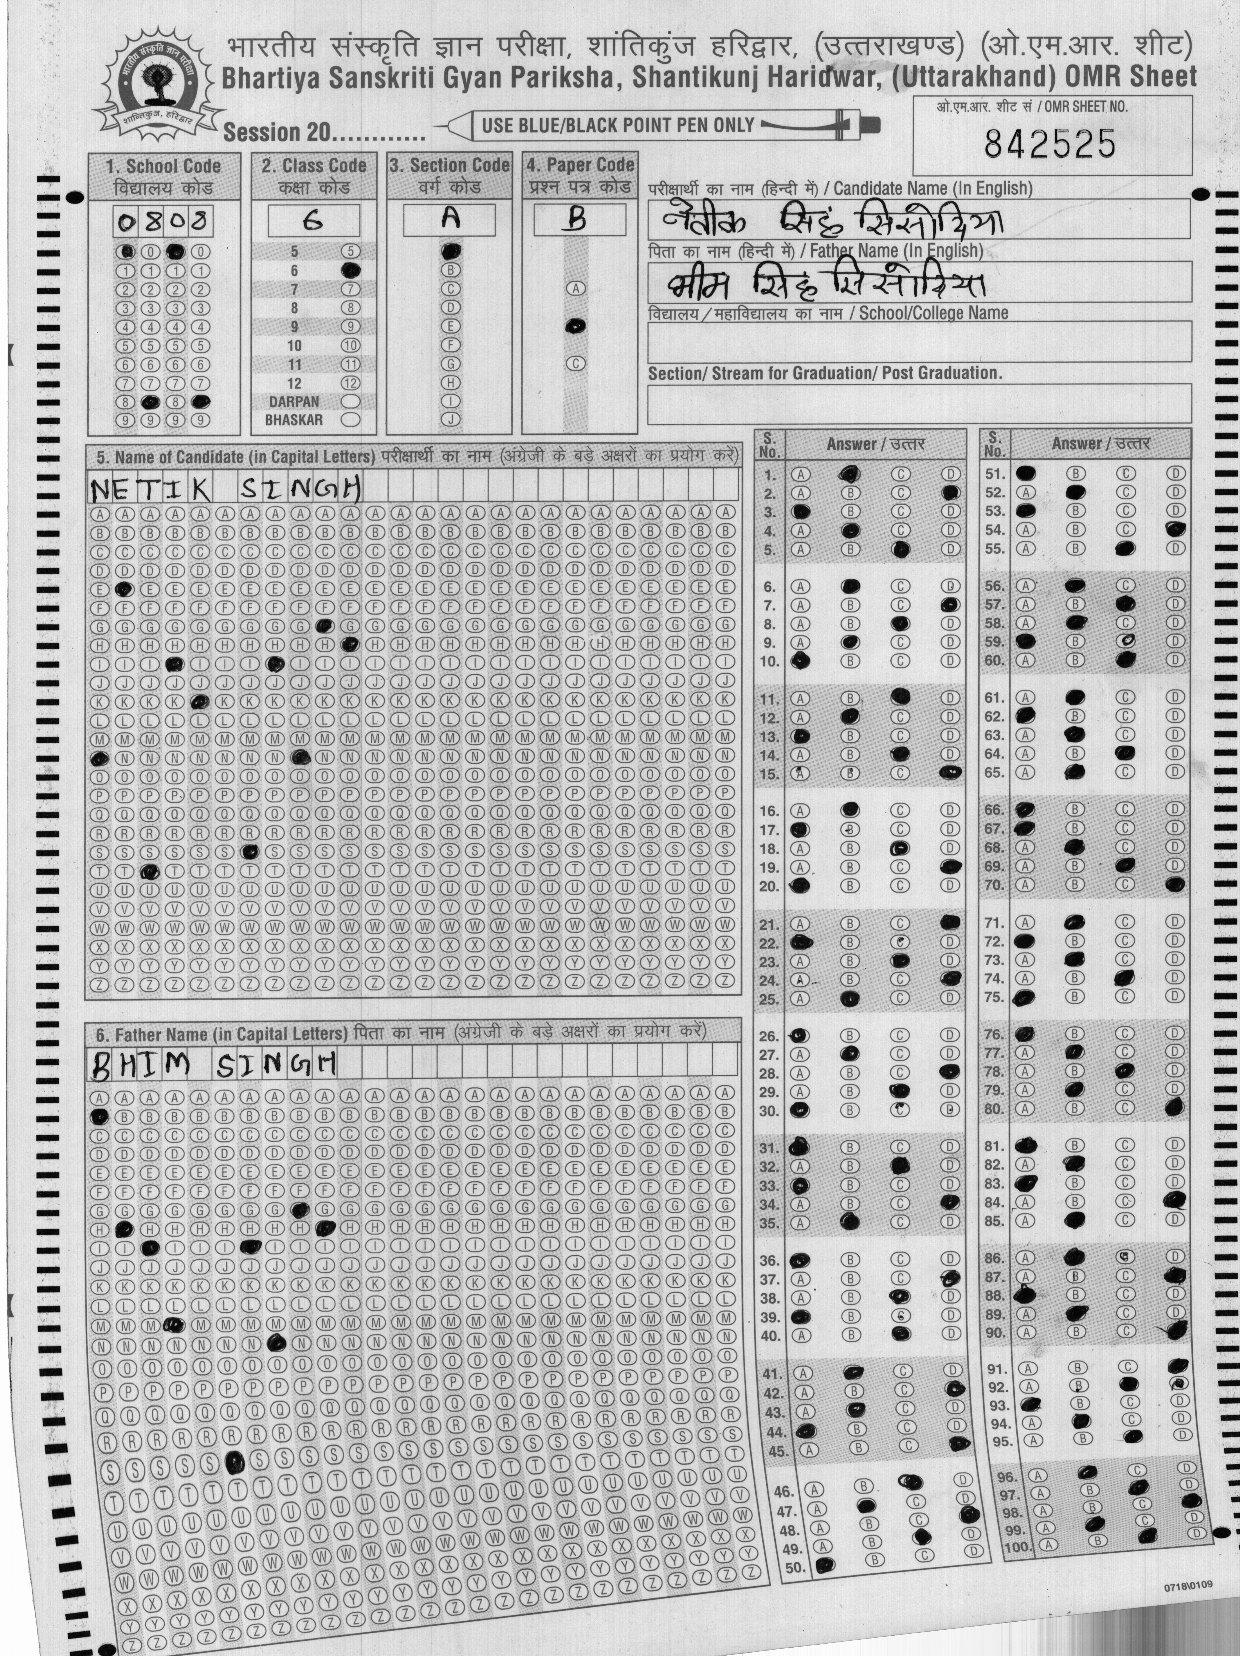 भारतीय संस्कृति ज्ञान परीक्षा, शांतिकुंज हरिद्वार, (उत्तराखण्ड) (ओ.एम.आर. शीट)
Bhartiya Sanskriti Gyan Pariksha, Shantikunj Haridwar, (Uttarakhand) OMR Sheet
Session 20............ USE BLUE/BLACK POINT PEN ONLY
ओ.एम.आर. शीट सं / OMR SHEET NO.
842525
1. School Code
विद्यालय कोड
0808
2. Class Code
कक्षा कोड
6
5
6
7
8
9
10
11
12
DARPAN
BHASKAR
3. Section Code
वर्ग कोड
A
4. Paper Code
प्रश्न पत्र कोड
B
परीक्षार्थी का नाम (हिन्दी में) / Candidate Name (In English)
नेतीक सिंह सिसोदिया
पिता का नाम (हिन्दी में) / Father Name (In English)
भीम सिंह सिसोदिया
विद्यालय/महाविद्यालय का नाम / School/College Name
Section/ Stream for Graduation/ Post Graduation.
5. Name of Candidate (in Capital Letters) परीक्षार्थी का नाम (अंग्रेजी के बड़े अक्षरों का प्रयोग करें)
NETIK SINGH
6. Father Name (in Capital Letters) पिता का नाम (अंग्रेजी के बड़े अक्षरों का प्रयोग करें)
BHIM SINGH
S. No. Answer / उत्तर
S. No. Answer / उत्तर
0718\0109